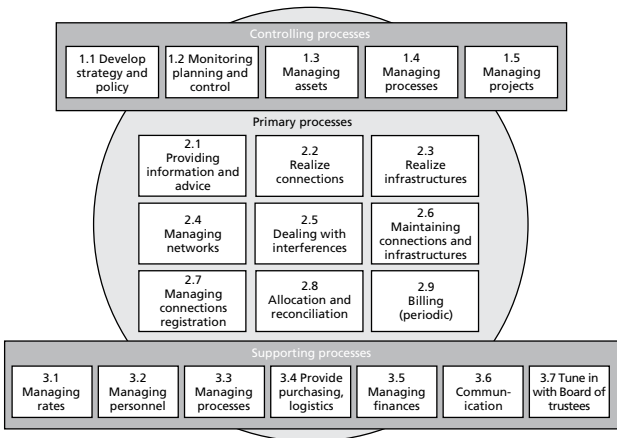 Controlling processes
1.1 Develop
strategy and
policy
1.2 Monitoring
planning and
control
1.3
Managing
assets
1.4
Managing
processes
1.5
Managing
projects
Primary processes
2.1
Providing
information and
advice
2.2
Realize
connections
2.3
Realize
infrastructures
2.4
Managing
networks
2.5
Dealing with
interferences
2.6
Maintaining
connections and
infrastructures
2.7
Managing
connections
registration
2.8
Allocation and
reconciliation
2.9
Billing
(periodic)
Supporting processes
3.1
Managing
rates
3.2
Managing
personnel
3.3
Managing
processes
3.4 Provide
purchasing,
logistics
3.5
Managing
finances
3.6
Commun-
ication
3.7 Tune in
with Board of
trustees